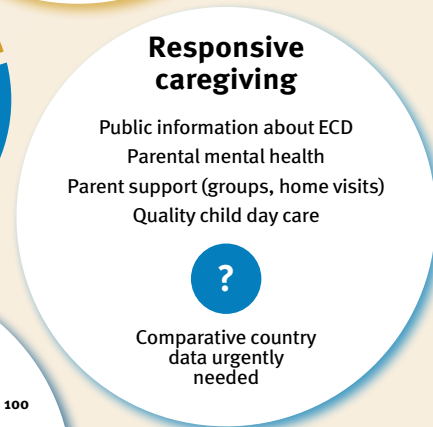 Responsive
caregiving
Public information about ECD
Parental mental health
Parent support (groups, home visits)
Quality child day care
?
Comparative country
data urgently
needed
100